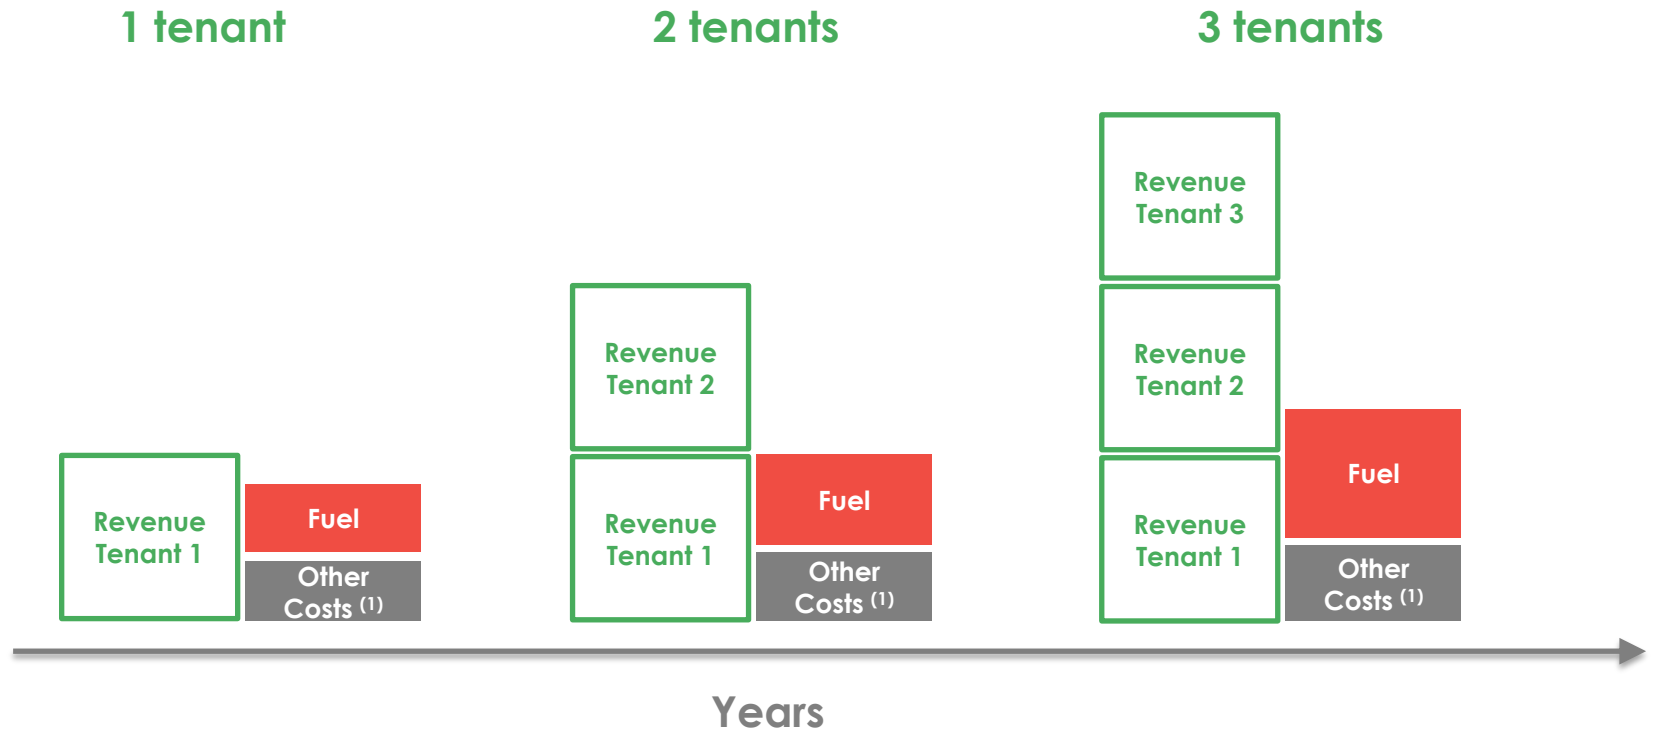 1 tenant
2 tenants
3 tenants
Revenue
Tenant 1
Fuel
Other
Costs (1)
Revenue
Tenant 2
Revenue
Tenant 1
Fuel
Other
Costs (1)
Revenue
Tenant 3
Revenue
Tenant 2
Revenue
Tenant 1
Fuel
Other
Costs (1)
Years